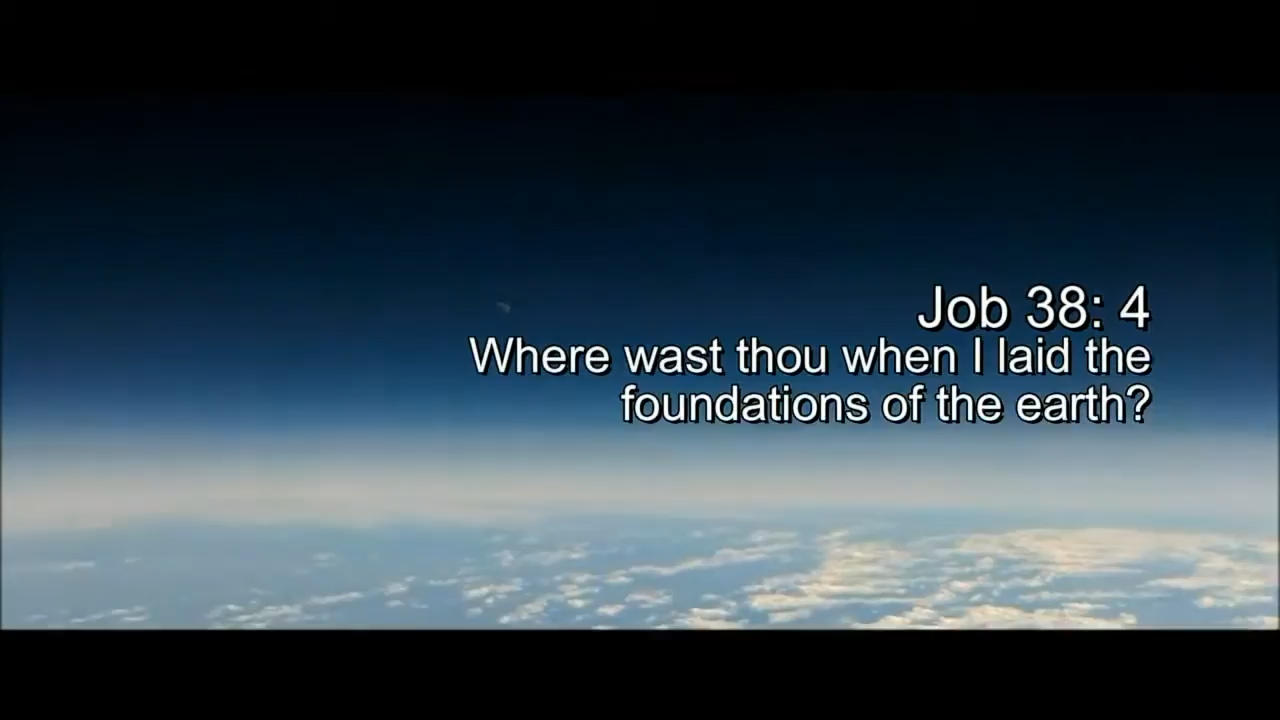 Job 38: 4
Where wast thou when I laid the
foundations of the earth?